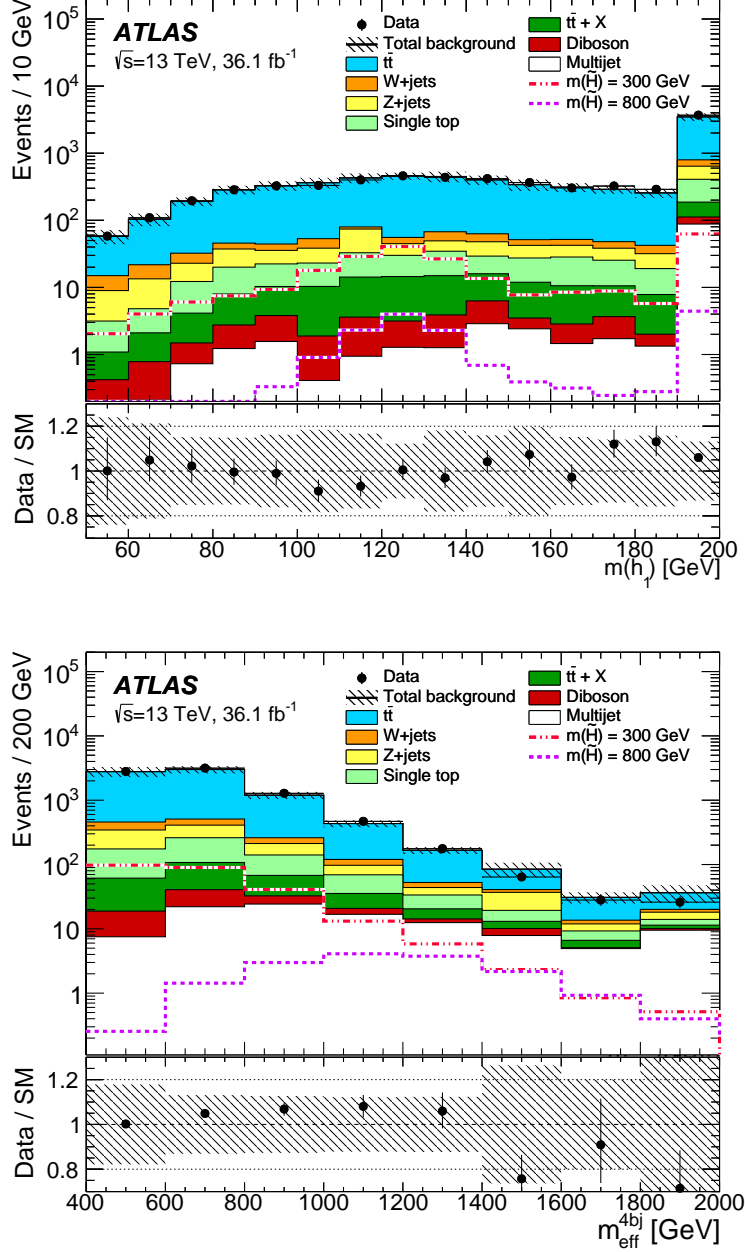 ATLAS
√s=13 TeV, 36.1 fb⁻¹
Data
Total background
tt̄
W+jets
Z+jets
Single top
tt̄ + X
Diboson
Multijet
m(H̃) = 300 GeV
m(H̃) = 800 GeV
Events / 10 GeV
10⁵
10⁴
10³
10²
10
1
Data / SM
1.2
1
0.8
60 80 100 120 140 160 180 200
m(h₁) [GeV]
ATLAS
√s=13 TeV, 36.1 fb⁻¹
Data
Total background
tt̄
W+jets
Z+jets
Single top
tt̄ + X
Diboson
Multijet
m(H̃) = 300 GeV
m(H̃) = 800 GeV
Events / 200 GeV
10⁵
10⁴
10³
10²
10
1
Data / SM
1.2
1
0.8
400 600 800 1000 1200 1400 1600 1800 2000
m_eff^4bj [GeV]